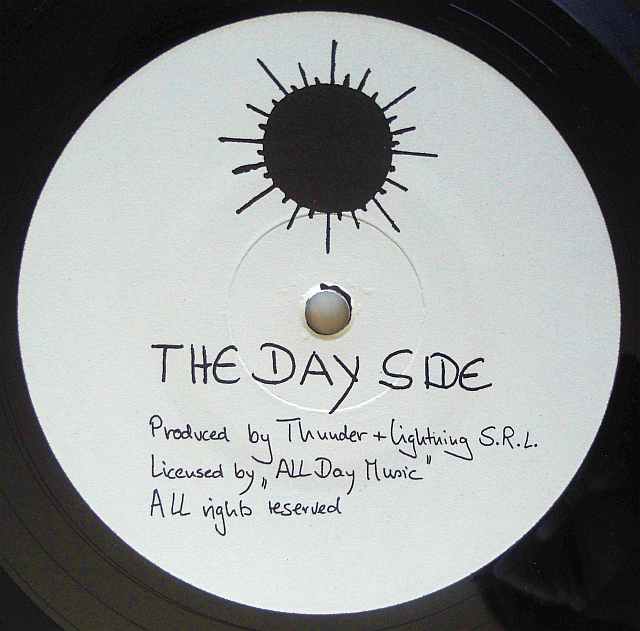 THE DAY SIDE
Produced by Thunder + Lightning S.R.L.
Licensed by „ALL Day Music"
ALL rights reserved